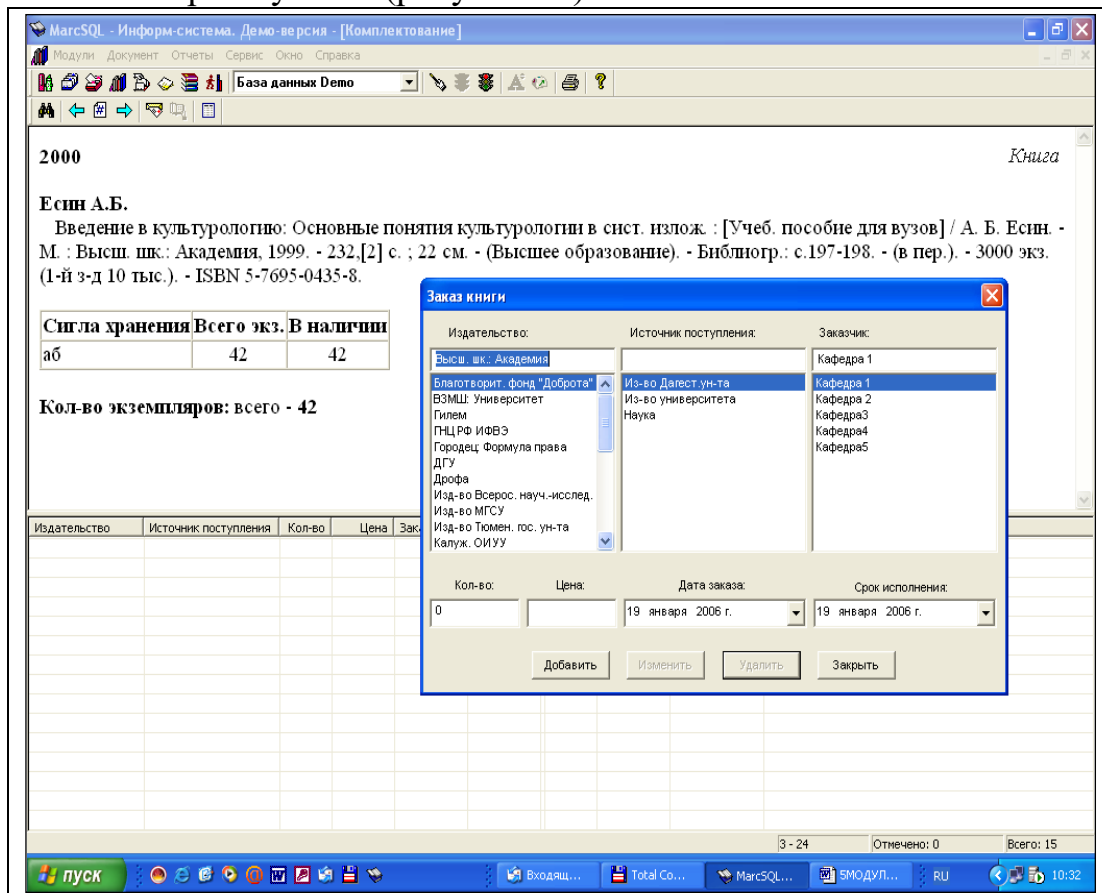 MarcSQL - Информ-система. Демо-версия - [Комплектование]
Модули Документ Отчеты Сервис Окно Справка
База данных Demo
2000 Книга
Есин А.Б.
Введение в культурологию: Основные понятия культурологии в сист. излож. : [Учеб. пособие для вузов] / А. Б. Есин. -
М. : Высш. шк.: Академия, 1999. - 232,[2] с. ; 22 см. - (Высшее образование). - Библиогр.: с.197-198. - (в пер.). - 3000 экз.
(1-й з-д 10 тыс.). - ISBN 5-7695-0435-8.
Сигла хранения Всего экз. В наличии
аб 42 42
Кол-во экземпляров: всего - 42
Заказ книги
Издательство: Источник поступления: Заказчик:
Высш. шк.: Академия Кафедра 1
Благотворит. фонд "Доброта" Из-во Дагест.ун-та Кафедра 1
ВЗМШ: Университет Из-во университета Кафедра 2
Гилем Наука Кафедра3
ГНЦ РФ ИФВЭ Кафедра4
Городец: Формула права Кафедра5
ДГУ
Дрофа
Изд-во Всерос. науч.-исслед.
Изд-во МГСУ
Изд-во Тюмен. гос. ун-та
Калуж. ОИУУ
Кол-во: Цена: Дата заказа: Срок исполнения:
0 19 января 2006 г. 19 января 2006 г.
Добавить Изменить Удалить Закрыть
Издательство Источник поступления Кол-во Цена Зак
3 - 24 Отмечено: 0 Всего: 15
пуск Входящ... Total Co... MarcSQL... 5МОДУЛ... RU 10:32